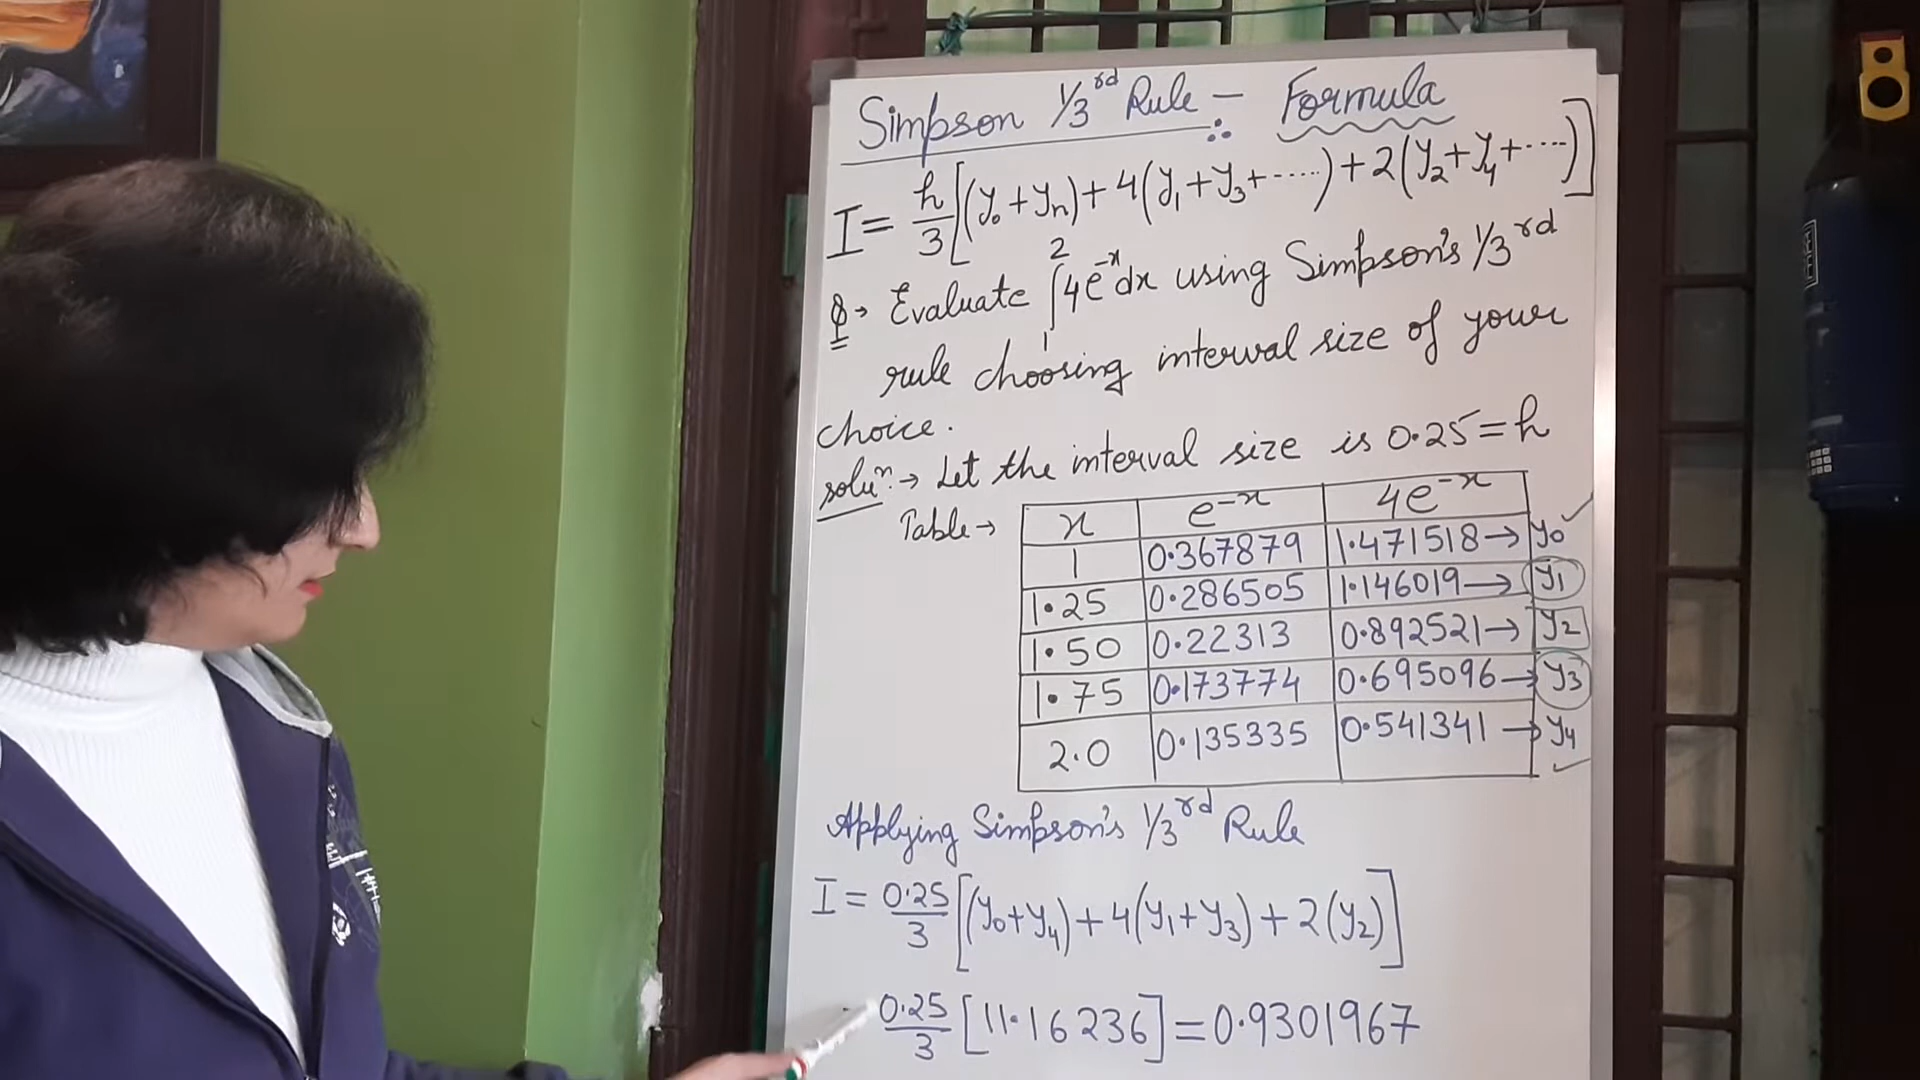 Simpson 1/3rd Rule :- Formula
I = h/3 [(y₀+yₙ)+4(y₁+y₃+.....)+2(y₂+y₄+....)]
Q→ Evaluate ∫₁² 4e⁻ˣdx using Simpson's 1/3rd
rule choosing interval size of your
choice.
soluⁿ:→ Let the interval size is 0.25=h
Table→
x e⁻ˣ 4e⁻ˣ
1 0.367879 1.471518→ y₀
1.25 0.286505 1.146019→ y₁
1.50 0.22313 0.892521→ y₂
1.75 0.173774 0.695096→ y₃
2.0 0.135335 0.541341→ y₄
Applying Simpson's 1/3rd Rule
I = 0.25/3 [(y₀+y₄)+4(y₁+y₃)+2(y₂)]
0.25/3 [11.16236]=0.9301967